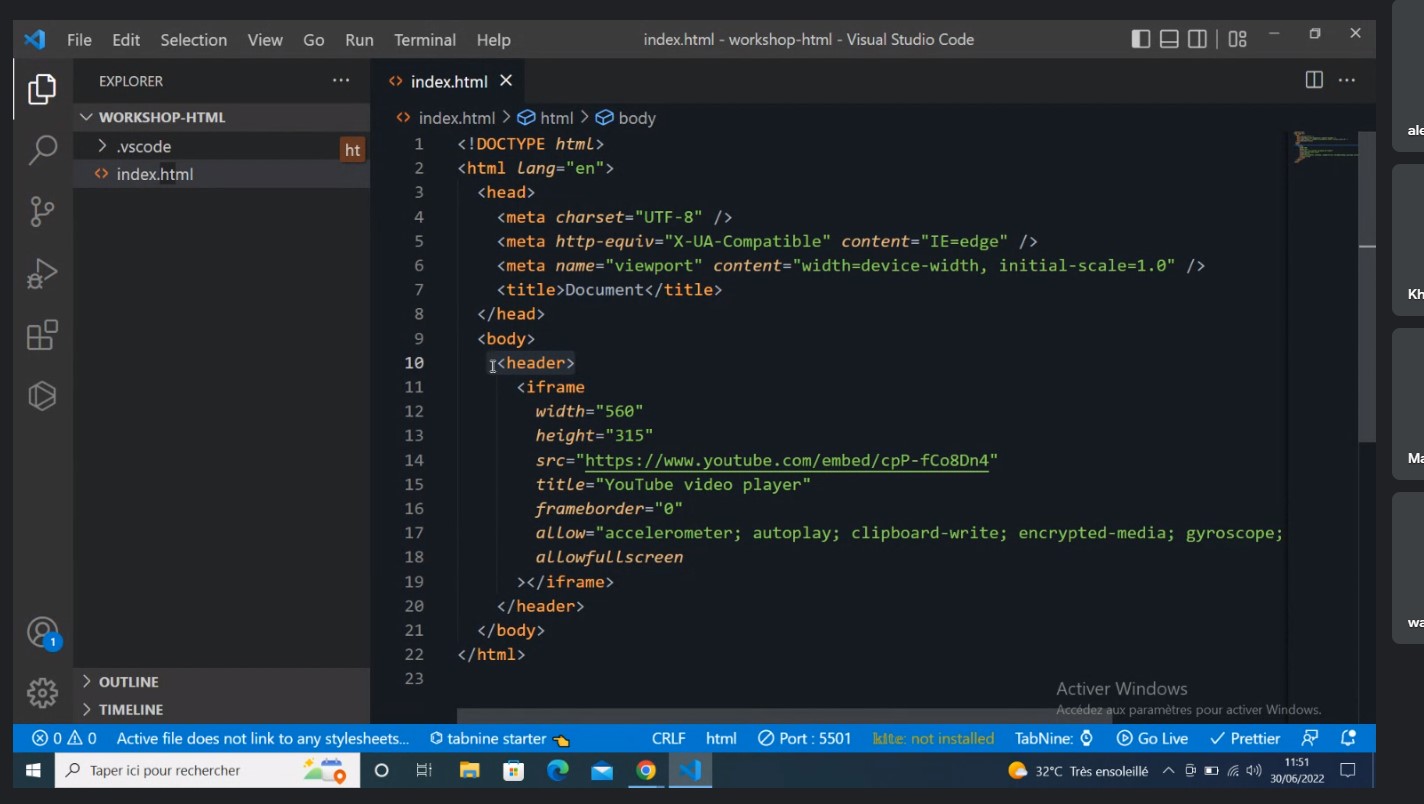 File Edit Selection View Go Run Terminal Help index.html - workshop-html - Visual Studio Code
EXPLORER
index.html
WORKSHOP-HTML
index.html > html > body
.vscode
ht
index.html
1 <!DOCTYPE html>
2 <html lang="en">
3 <head>
4 <meta charset="UTF-8" />
5 <meta http-equiv="X-UA-Compatible" content="IE=edge" />
6 <meta name="viewport" content="width=device-width, initial-scale=1.0" />
7 <title>Document</title>
8 </head>
9 <body>
10 <header>
11 <iframe
12 width="560"
13 height="315"
14 src="https://www.youtube.com/embed/cpP-fCo8Dn4"
15 title="YouTube video player"
16 frameborder="0"
17 allow="accelerometer; autoplay; clipboard-write; encrypted-media; gyroscope;
18 allowfullscreen
19 ></iframe>
20 </header>
21 </body>
22 </html>
23
1
OUTLINE
TIMELINE
Activer Windows
Accédez aux paramètres pour activer Windows.
0 0 Active file does not link to any stylesheets... tabnine starter CRLF html Port : 5501 kite: not installed TabNine: Go Live Prettier
Taper ici pour rechercher
32°C Très ensoleillé
11:51
30/06/2022
ale
Kh
Ma
wa